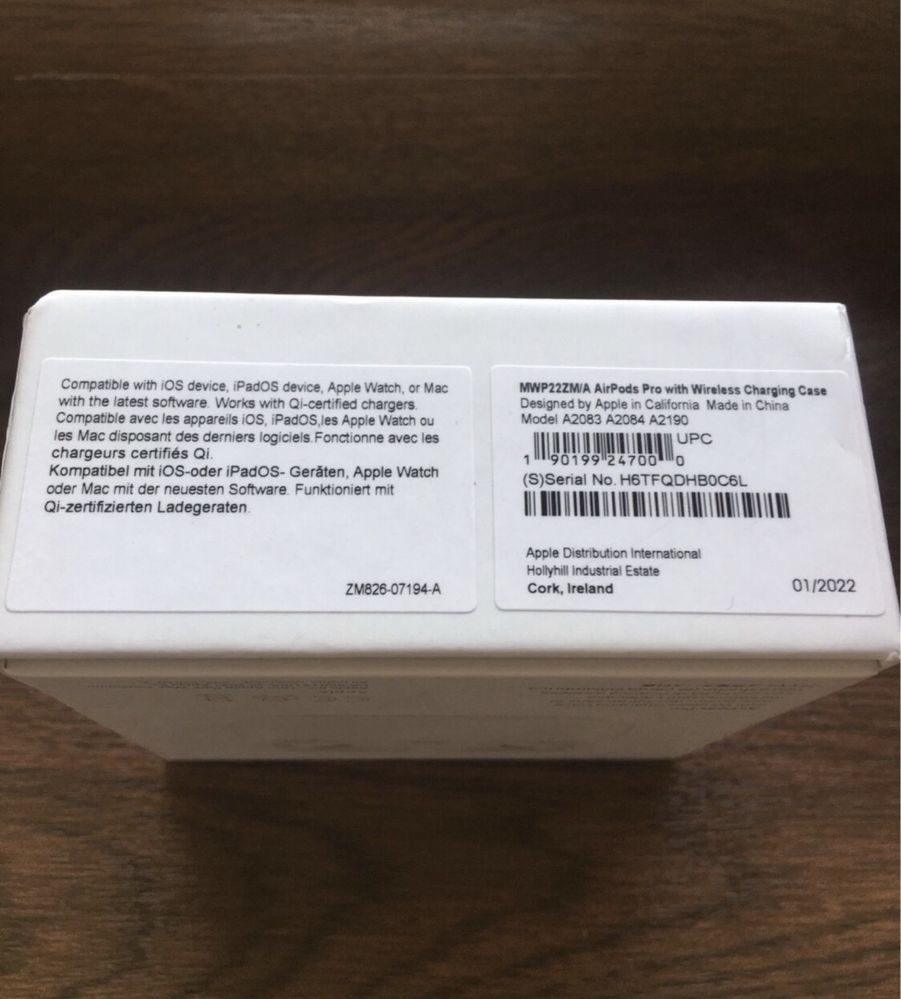 Compatible with iOS device, iPadOS device, Apple Watch, or Mac
with the latest software. Works with Qi-certified chargers.
Compatible avec les appareils iOS, iPadOS,les Apple Watch ou
les Mac disposant des derniers logiciels.Fonctionne avec les
chargeurs certifiés Qi.
Kompatibel mit iOS-oder iPadOS- Geräten, Apple Watch
oder Mac mit der neuesten Software. Funktioniert mit
Qi-zertifizierten Ladegeraten.
ZM826-07194-A
MWP22ZM/A AirPods Pro with Wireless Charging Case
Designed by Apple in California Made in China
Model A2083 A2084 A2190
UPC
1 90199 24700 0
(S)Serial No. H6TFQDHB0C6L
Apple Distribution International
Hollyhill Industrial Estate
Cork, Ireland
01/2022